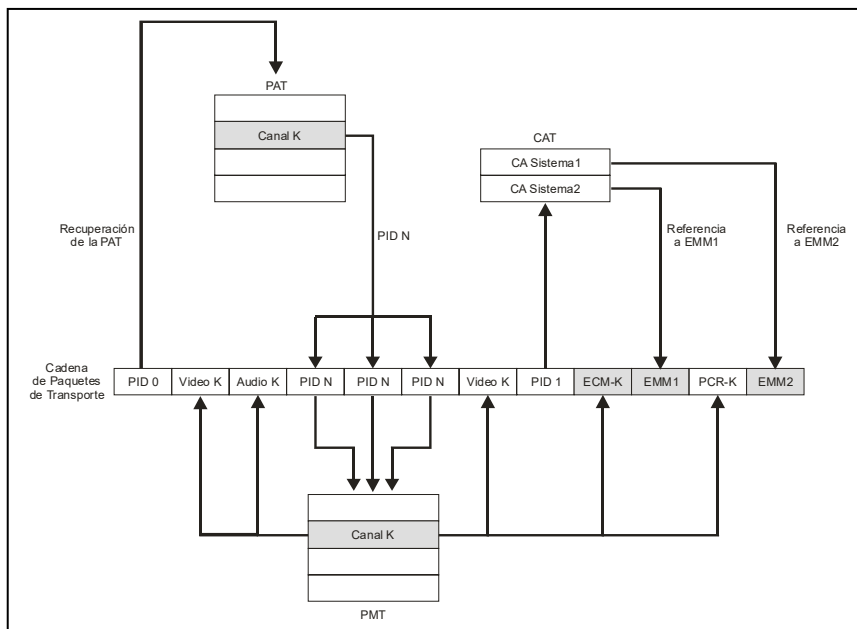 PAT
Canal K
CAT
CA Sistema1
CA Sistema2
Recuperación
de la PAT
PID N
Referencia
a EMM1
Referencia
a EMM2
Cadena
de Paquetes
de Transporte
PID 0
Video K
Audio K
PID N
PID N
PID N
Video K
PID 1
ECM-K
EMM1
PCR-K
EMM2
Canal K
PMT